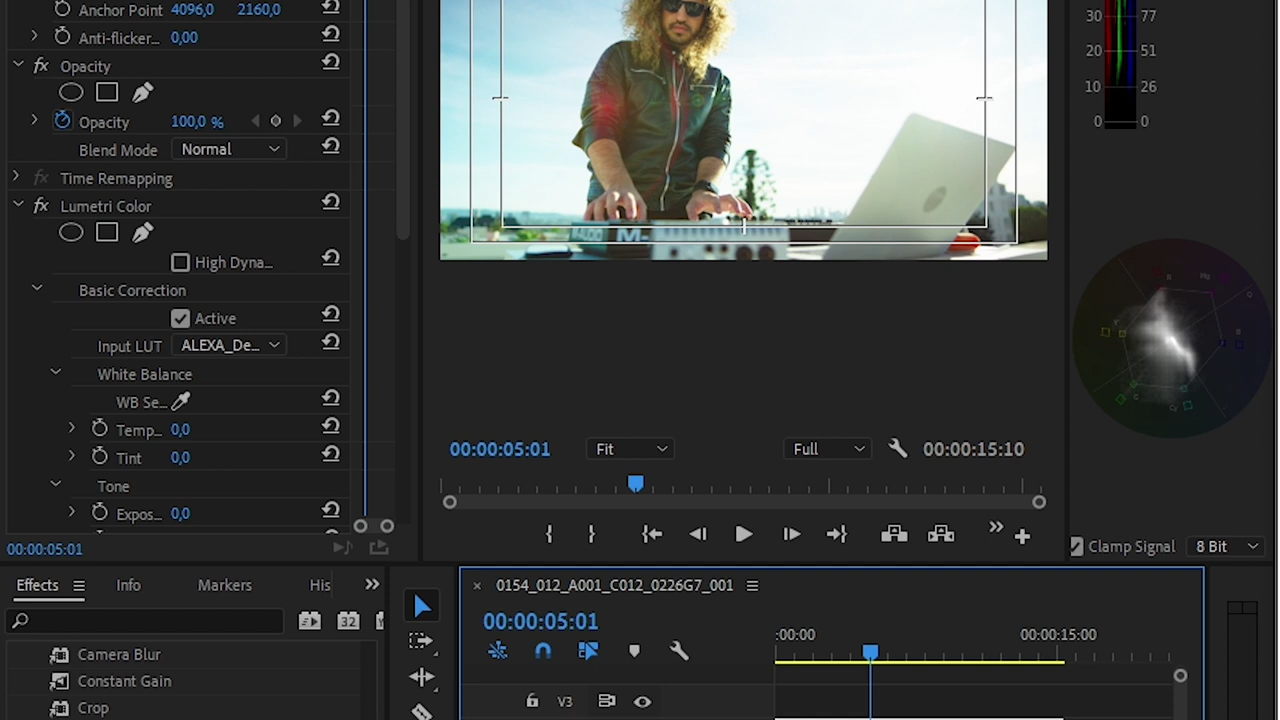 Anchor Point 4096,0 2160,0
Anti-flicker... 0,00
fx Opacity
Opacity 100,0 %
Blend Mode Normal
fx Time Remapping
fx Lumetri Color
High Dyna...
Basic Correction
Active
Input LUT ALEXA_De...
White Balance
WB Se...
Temp... 0,0
Tint 0,0
Tone
Expos... 0,0
00:00:05:01
M-
00:00:05:01 Fit Full 00:00:15:10
30 77
20 51
10 26
0 0
Clamp Signal 8 Bit
Effects Info Markers His
32
Camera Blur
Constant Gain
Crop
0154_012_A001_C012_0226G7_001
00:00:05:01
:00:00 00:00:15:00
V3